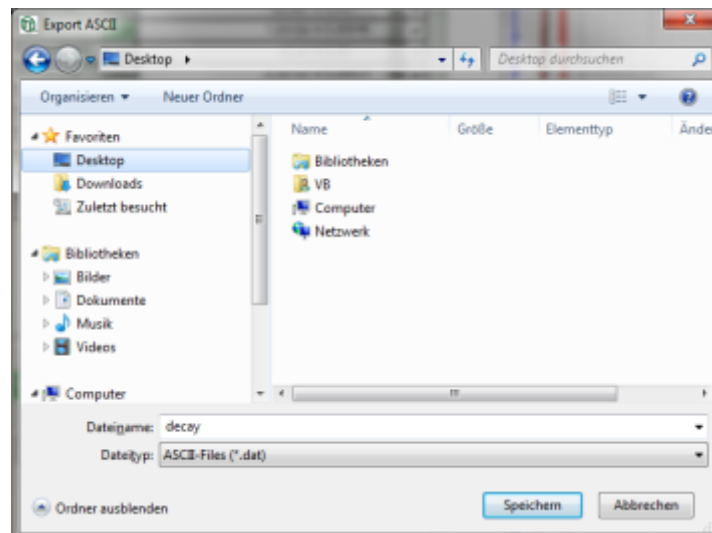 Export ASCII
Desktop
Desktop durchsuchen
Organisieren
Neuer Ordner
Favoriten
Desktop
Downloads
Zuletzt besucht
Bibliotheken
Bilder
Dokumente
Musik
Videos
Computer
Name Größe Elementtyp Änder
Bibliotheken
VB
Computer
Netzwerk
Dateiname: decay
Dateityp: ASCII-Files (*.dat)
Ordner ausblenden
Speichern
Abbrechen